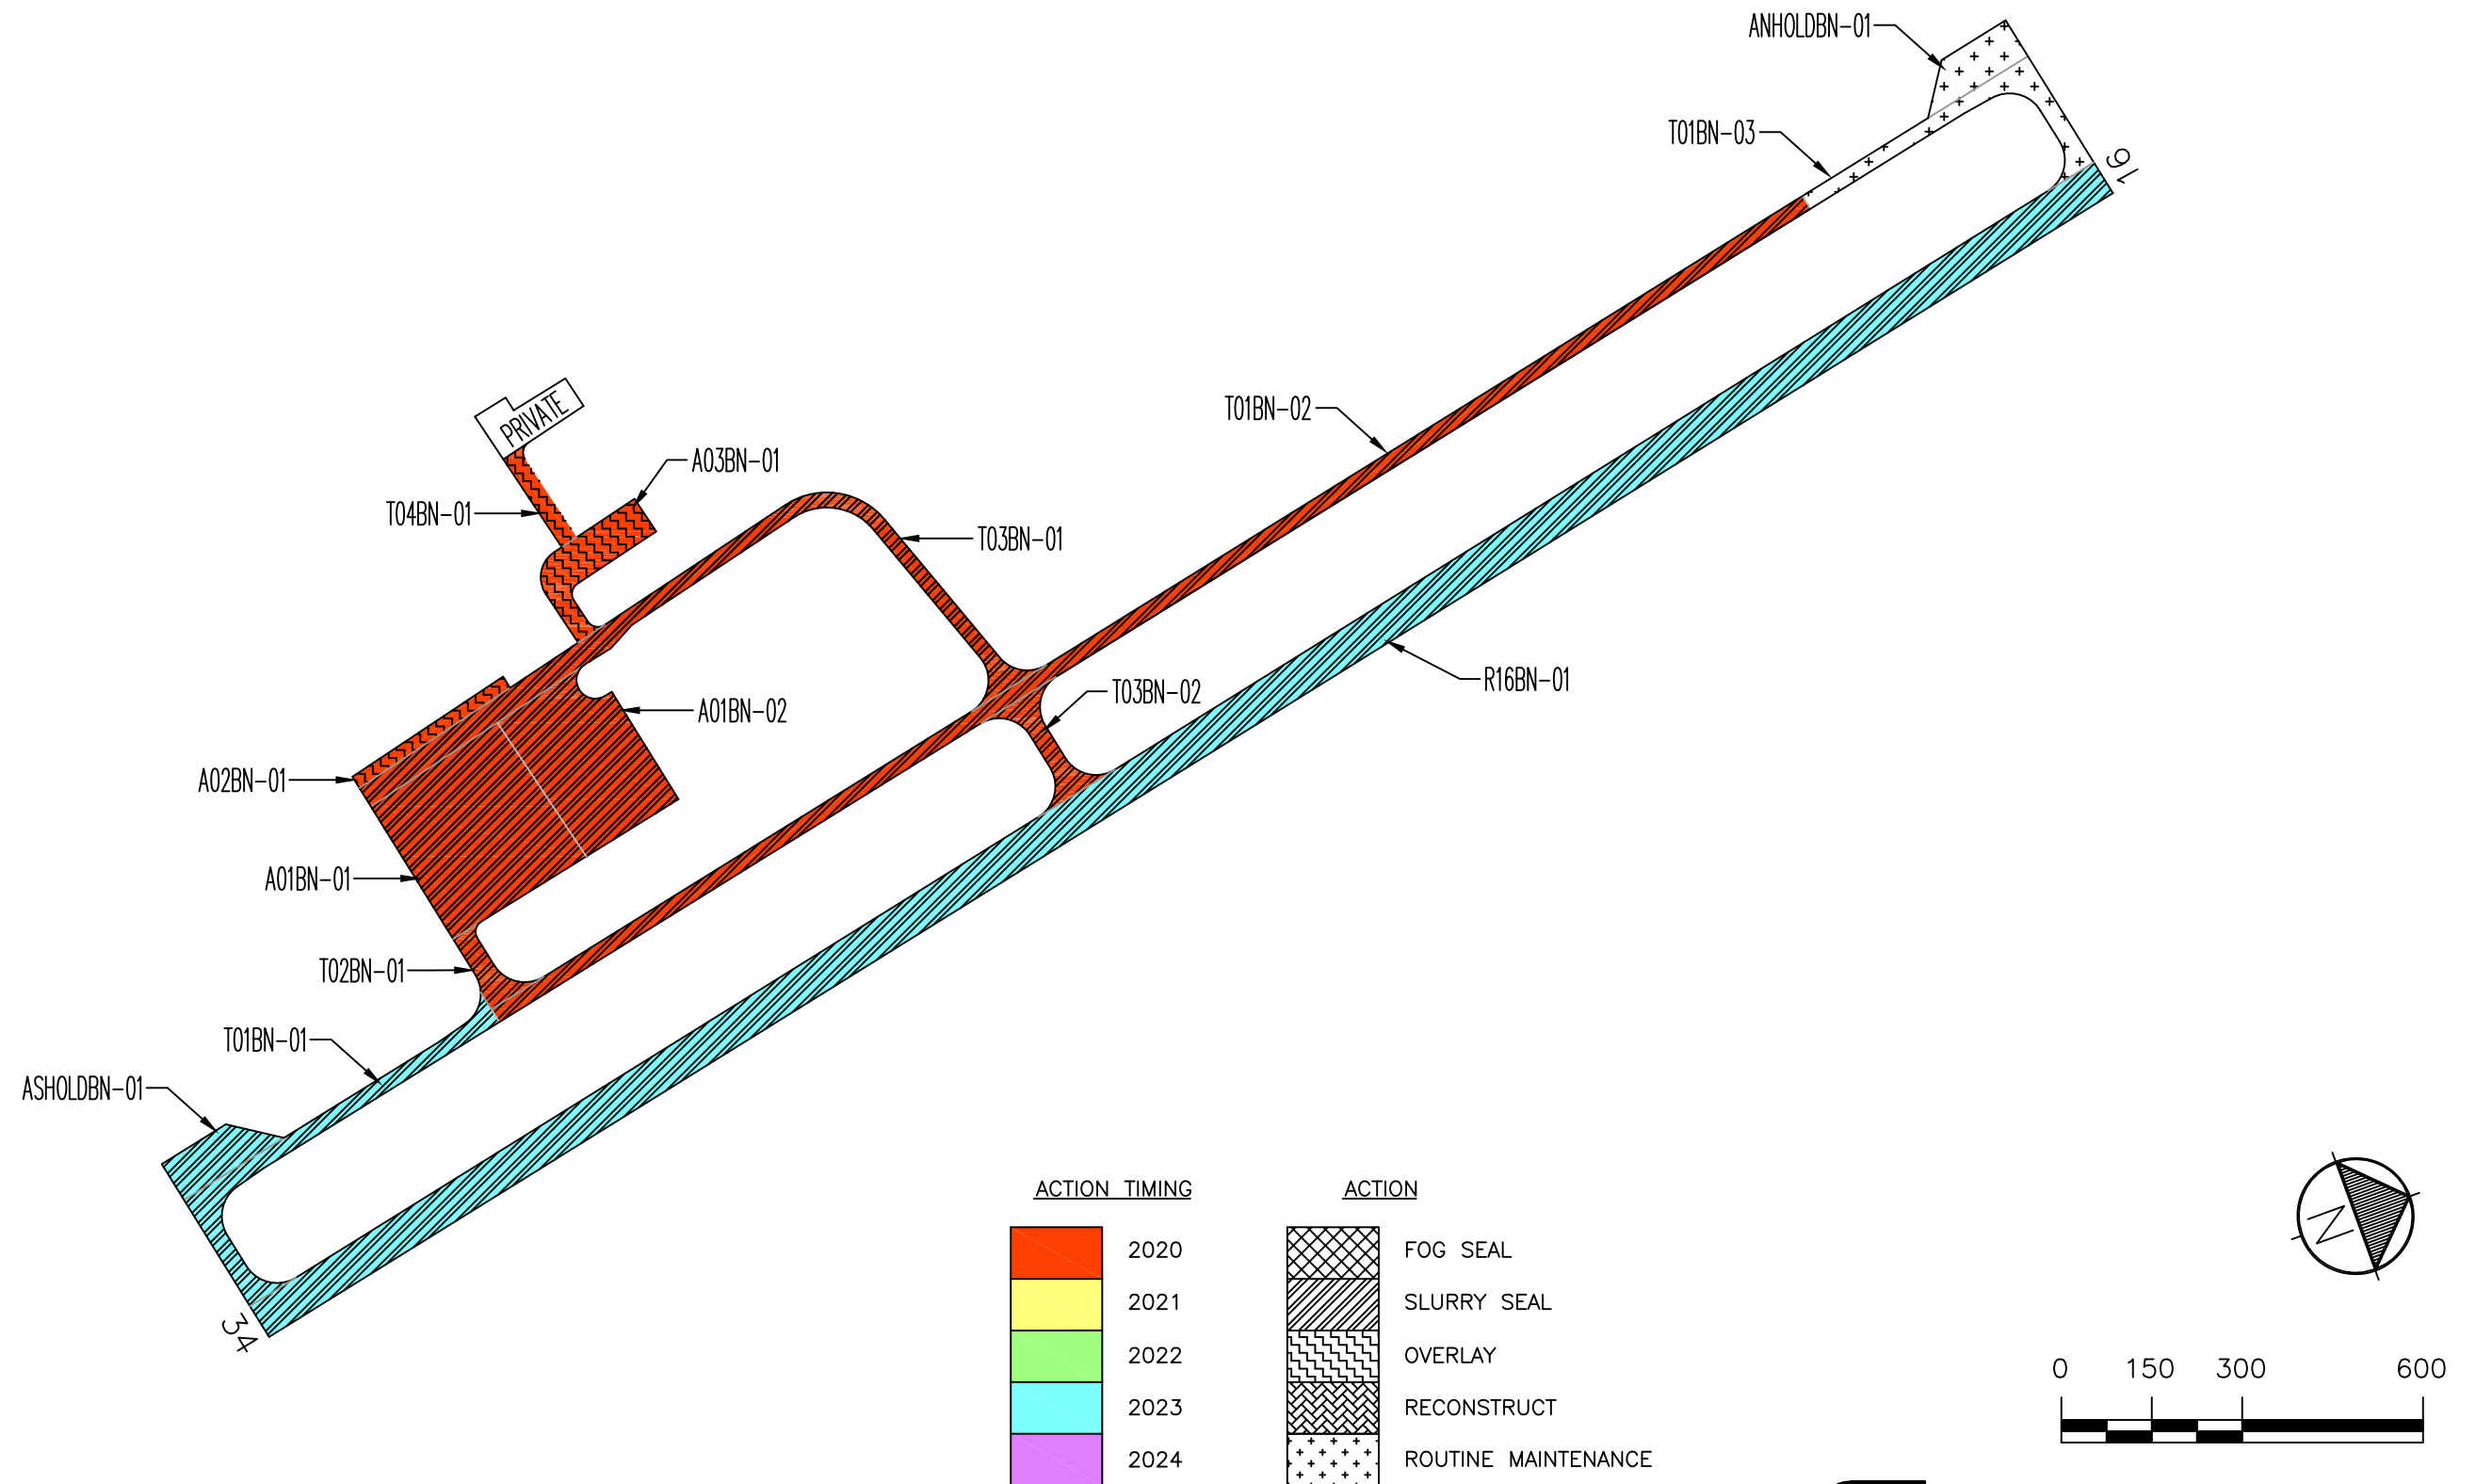 ANHOLDBN-01
T01BN-03
16
T01BN-02
PRIVATE
A03BN-01
T04BN-01
T03BN-01
R16BN-01
T03BN-02
A01BN-02
A02BN-01
A01BN-01
T02BN-01
T01BN-01
ASHOLDBN-01
34
ACTION TIMING
2020
2021
2022
2023
2024
ACTION
FOG SEAL
SLURRY SEAL
OVERLAY
RECONSTRUCT
ROUTINE MAINTENANCE
N
0 150 300 600